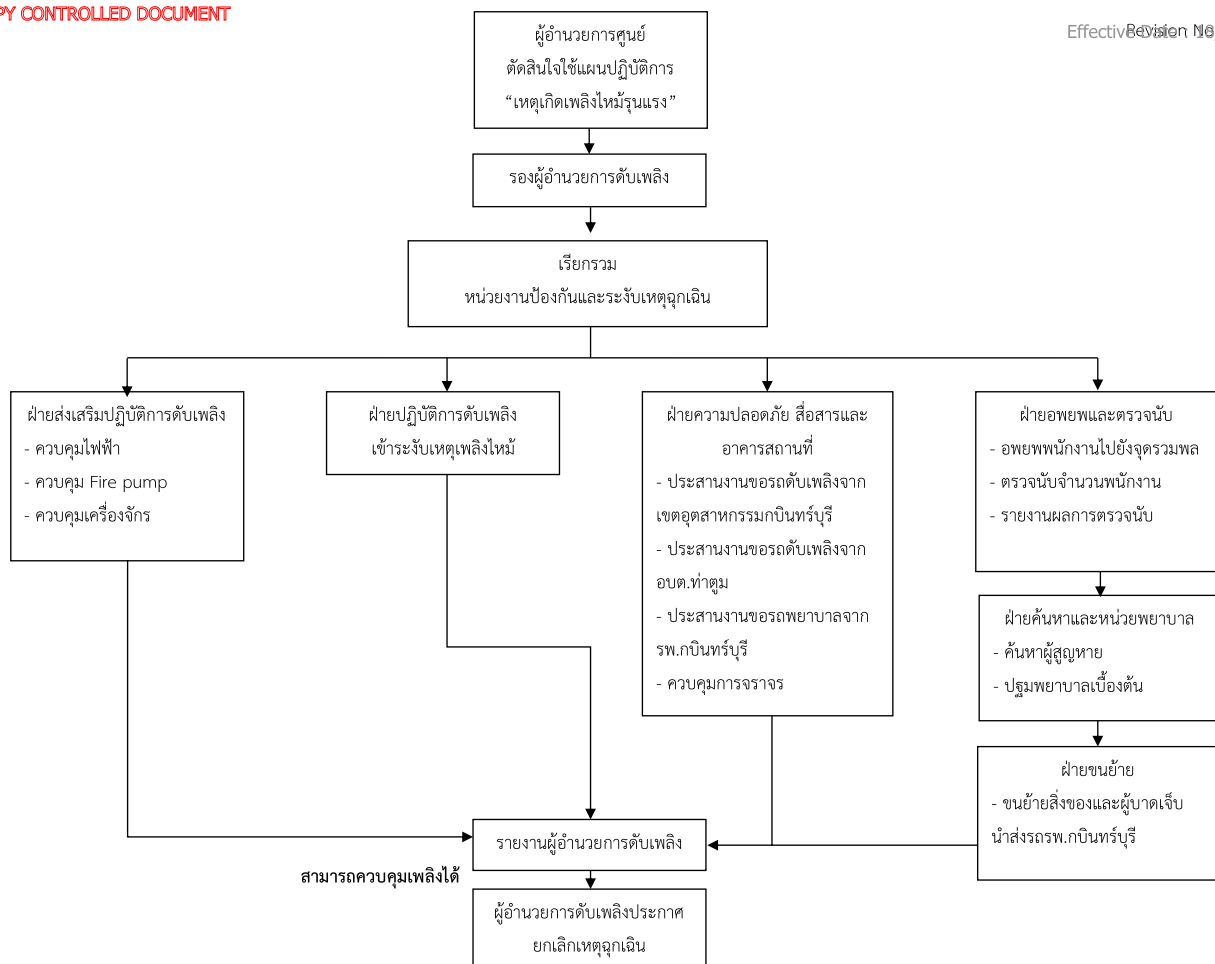 PY CONTROLLED DOCUMENT
ผู้อำนวยการศูนย์
ตัดสินใจใช้แผนปฏิบัติการ
“เหตุเกิดเพลิงไหม้รุนแรง”
รองผู้อำนวยการดับเพลิง
เรียกรวม
หน่วยงานป้องกันและระงับเหตุฉุกเฉิน
ฝ่ายส่งเสริมปฏิบัติการดับเพลิง
- ควบคุมไฟฟ้า
- ควบคุม Fire pump
- ควบคุมเครื่องจักร
ฝ่ายปฏิบัติการดับเพลิง
เข้าระงับเหตุเพลิงไหม้
ฝ่ายความปลอดภัย สื่อสารและ
อาคารสถานที่
- ประสานงานขอรถดับเพลิงจาก
เขตอุตสาหกรรมกบินทร์บุรี
- ประสานงานขอรถดับเพลิงจาก
อบต.ท่าตูม
- ประสานงานขอรถพยาบาลจาก
รพ.กบินทร์บุรี
- ควบคุมการจราจร
ฝ่ายอพยพและตรวจนับ
- อพยพพนักงานไปยังจุดรวมพล
- ตรวจนับจำนวนพนักงาน
- รายงานผลการตรวจนับ
ฝ่ายค้นหาและหน่วยพยาบาล
- ค้นหาผู้สูญหาย
- ปฐมพยาบาลเบื้องต้น
ฝ่ายขนย้าย
- ขนย้ายสิ่งของและผู้บาดเจ็บ
นำส่งรถรพ.กบินทร์บุรี
รายงานผู้อำนวยการดับเพลิง
สามารถควบคุมเพลิงได้
ผู้อำนวยการดับเพลิงประกาศ
ยกเลิกเหตุฉุกเฉิน